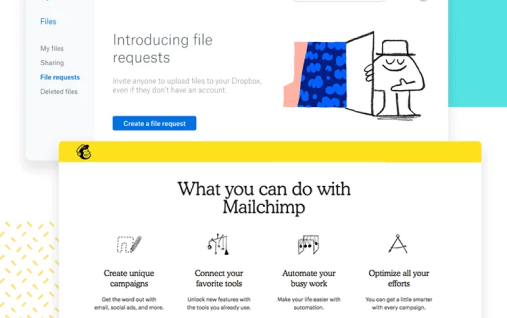 Files
My files
Sharing
File requests
Deleted files
Introducing file
requests
Invite anyone to upload files to your Dropbox,
even if they don't have an account.
Create a file request
What you can do with
Mailchimp
Create unique
campaigns
Get the word out with
email, social ads, and more.
Connect your
favorite tools
Unlock new features with
the tools you already use.
Automate your
busy work
Make your life easier with
automation.
Optimize all your
efforts
You can get a little smarter
with every campaign.